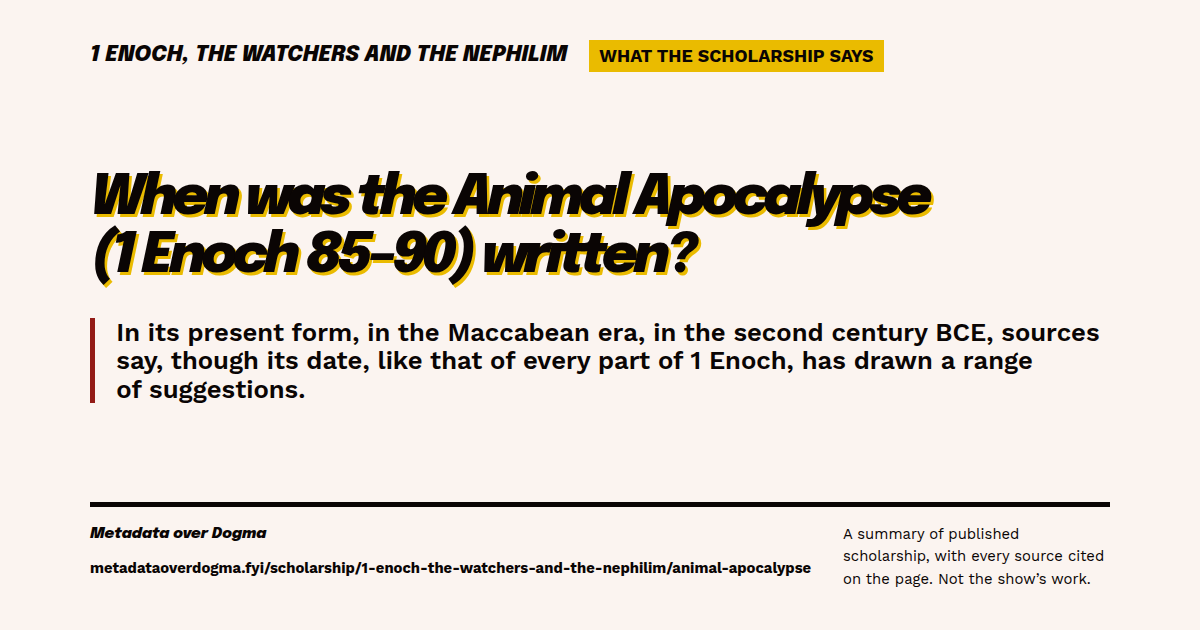 1 ENOCH, THE WATCHERS AND THE NEPHILIM
WHAT THE SCHOLARSHIP SAYS
When was the Animal Apocalypse
(1 Enoch 85–90) written?
In its present form, in the Maccabean era, in the second century BCE, sources
say, though its date, like that of every part of 1 Enoch, has drawn a range
of suggestions.
Metadata over Dogma
metadataoverdogma.fyi/scholarship/1-enoch-the-watchers-and-the-nephilim/animal-apocalypse
A summary of published
scholarship, with every source cited
on the page. Not the show’s work.